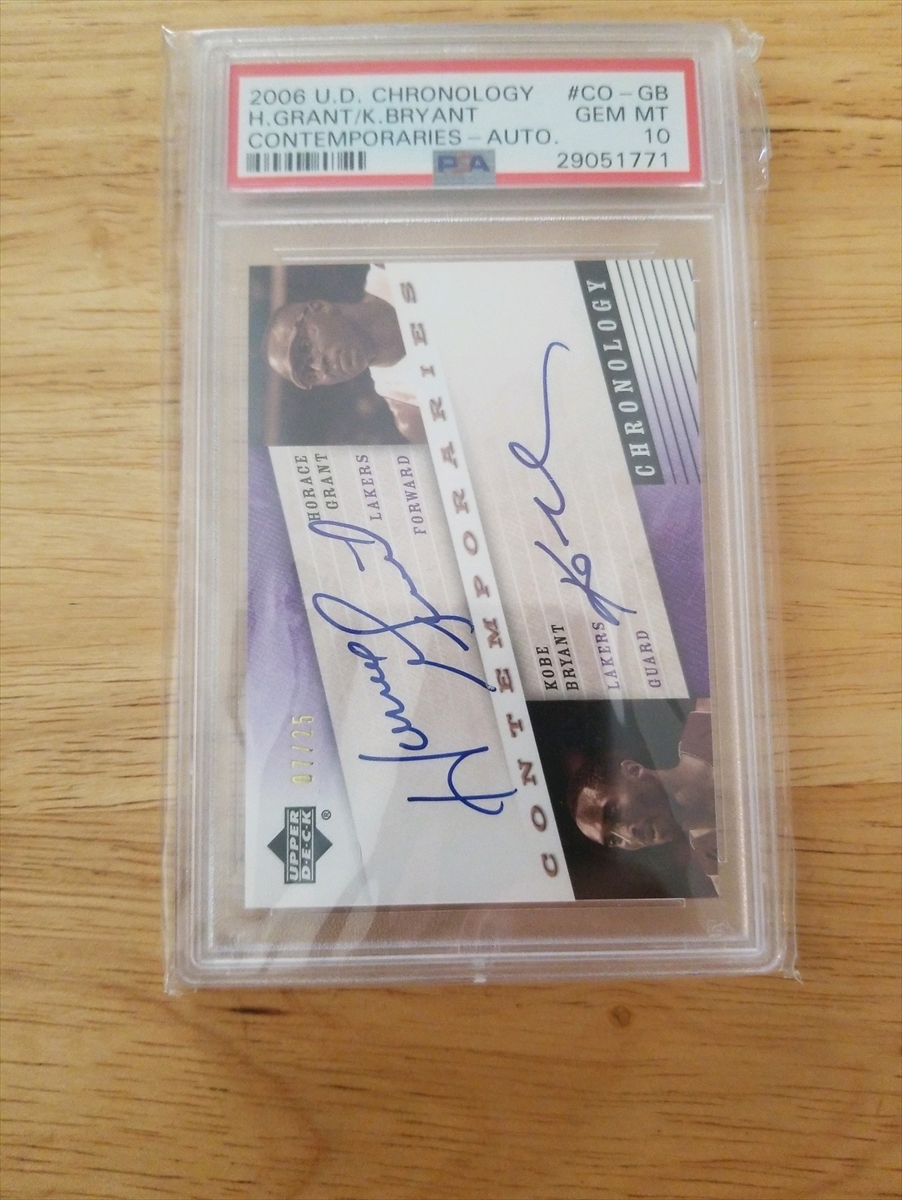 2006 U.D. CHRONOLOGY #CO-GB
H.GRANT/K.BRYANT GEM MT
CONTEMPORARIES-AUTO. 10
PSA 29051771
HORACE
GRANT
LAKERS
FORWARD
CONTEMPORARIES
CHRONOLOGY
KOBE
BRYANT
LAKERS
GUARD
07/25
UPPER
D·E·C·K
®